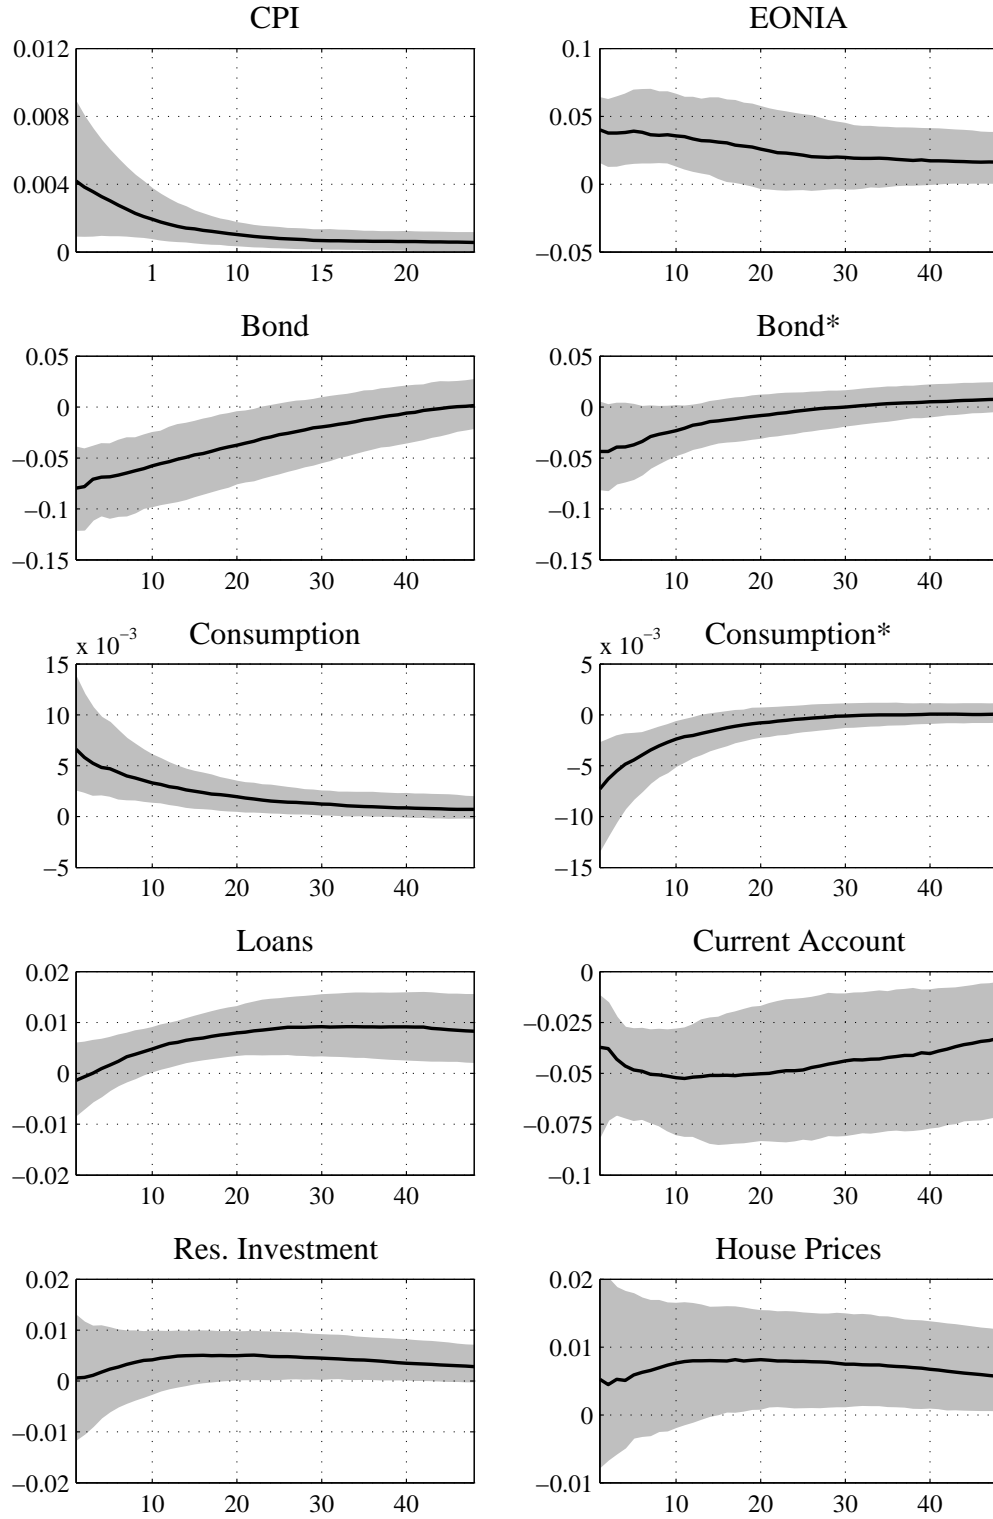 CPI EONIA
0.012 0.1
0.008 0.05
0.004 0
0 −0.05
1 10 15 20 10 20 30 40
Bond Bond*
0.05 0.05
0 0
−0.05 −0.05
−0.1 −0.1
−0.15 −0.15
10 20 30 40 10 20 30 40
Consumption Consumption*
x 10−3 x 10−3
15 5
10 0
5 −5
0 −10
−5 −15
10 20 30 40 10 20 30 40
Loans Current Account
0.02 0
0.01 −0.025
0 −0.05
−0.01 −0.075
−0.02 −0.1
10 20 30 40 10 20 30 40
Res. Investment House Prices
0.02 0.02
0.01 0.01
0 0
−0.01 −0.01
−0.02
10 20 30 40 10 20 30 40